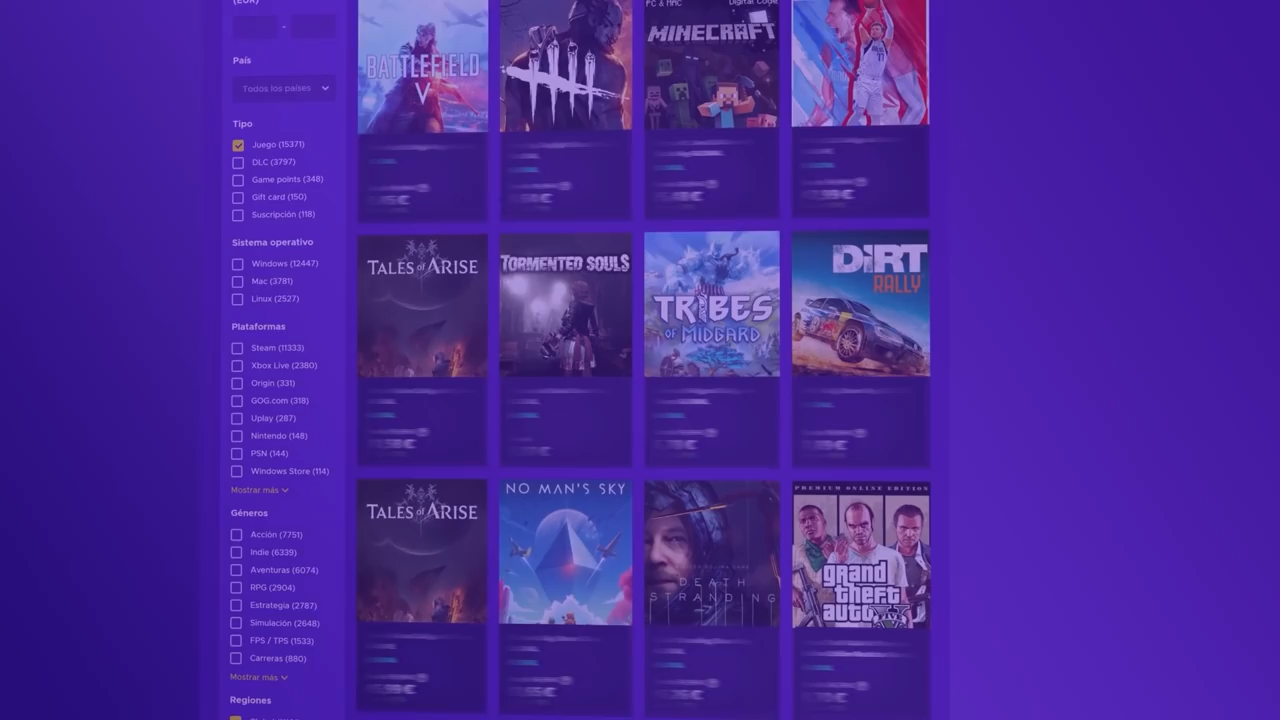 (EUR)
-
País
Todos los países
Tipo
Juego (15371)
DLC (3797)
Game points (348)
Gift card (150)
Suscripción (118)
Sistema operativo
Windows (12447)
Mac (3781)
Linux (2527)
Plataformas
Steam (11333)
Xbox Live (2380)
Origin (331)
GOG.com (318)
Uplay (287)
Nintendo (148)
PSN (144)
Windows Store (114)
Mostrar más
Géneros
Acción (7751)
Indie (6339)
Aventuras (6074)
RPG (2904)
Estrategia (2787)
Simulación (2648)
FPS / TPS (1533)
Carreras (880)
Mostrar más
Regiones
BATTLEFIELD
V
PC & MAC
Digital Code
MINECRAFT
TALES of ARISE
TORMENTED SOULS
TRIBES
OF MIDGARD
DiRT
RALLY
TALES of ARISE
NO MAN'S SKY
DEATH
STRANDING
PREMIUM ONLINE EDITION
grand
theft
auto V